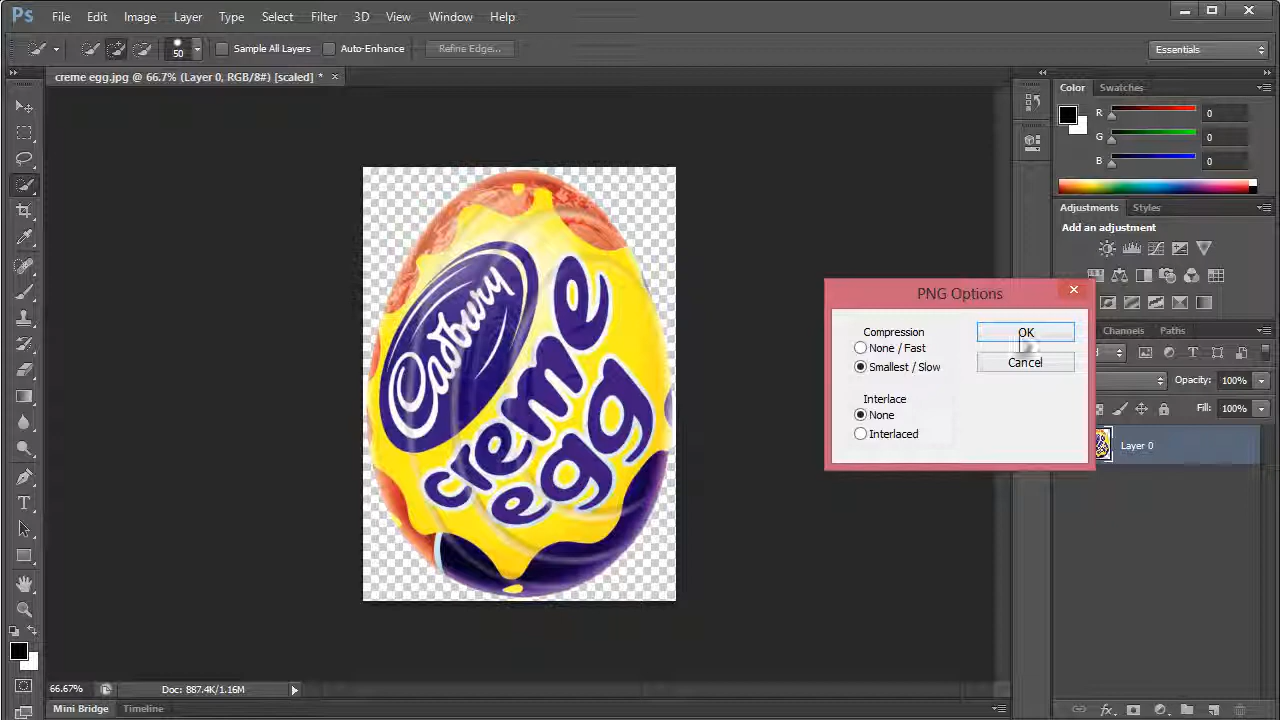 Ps File Edit Image Layer Type Select Filter 3D View Window Help
50 Sample All Layers Auto-Enhance Refine Edge... Essentials
creme egg.jpg @ 66.7% (Layer 0, RGB/8#) [scaled] *
Color Swatches
R 0
G 0
B 0
Adjustments Styles
Add an adjustment
Cadbury
creme
egg
PNG Options
Compression
None / Fast
Smallest / Slow
OK
Cancel
Interlace
None
Interlaced
Channels Paths
Opacity: 100%
Fill: 100%
Layer 0
66.67% Doc: 887.4K/1.16M
Mini Bridge Timeline